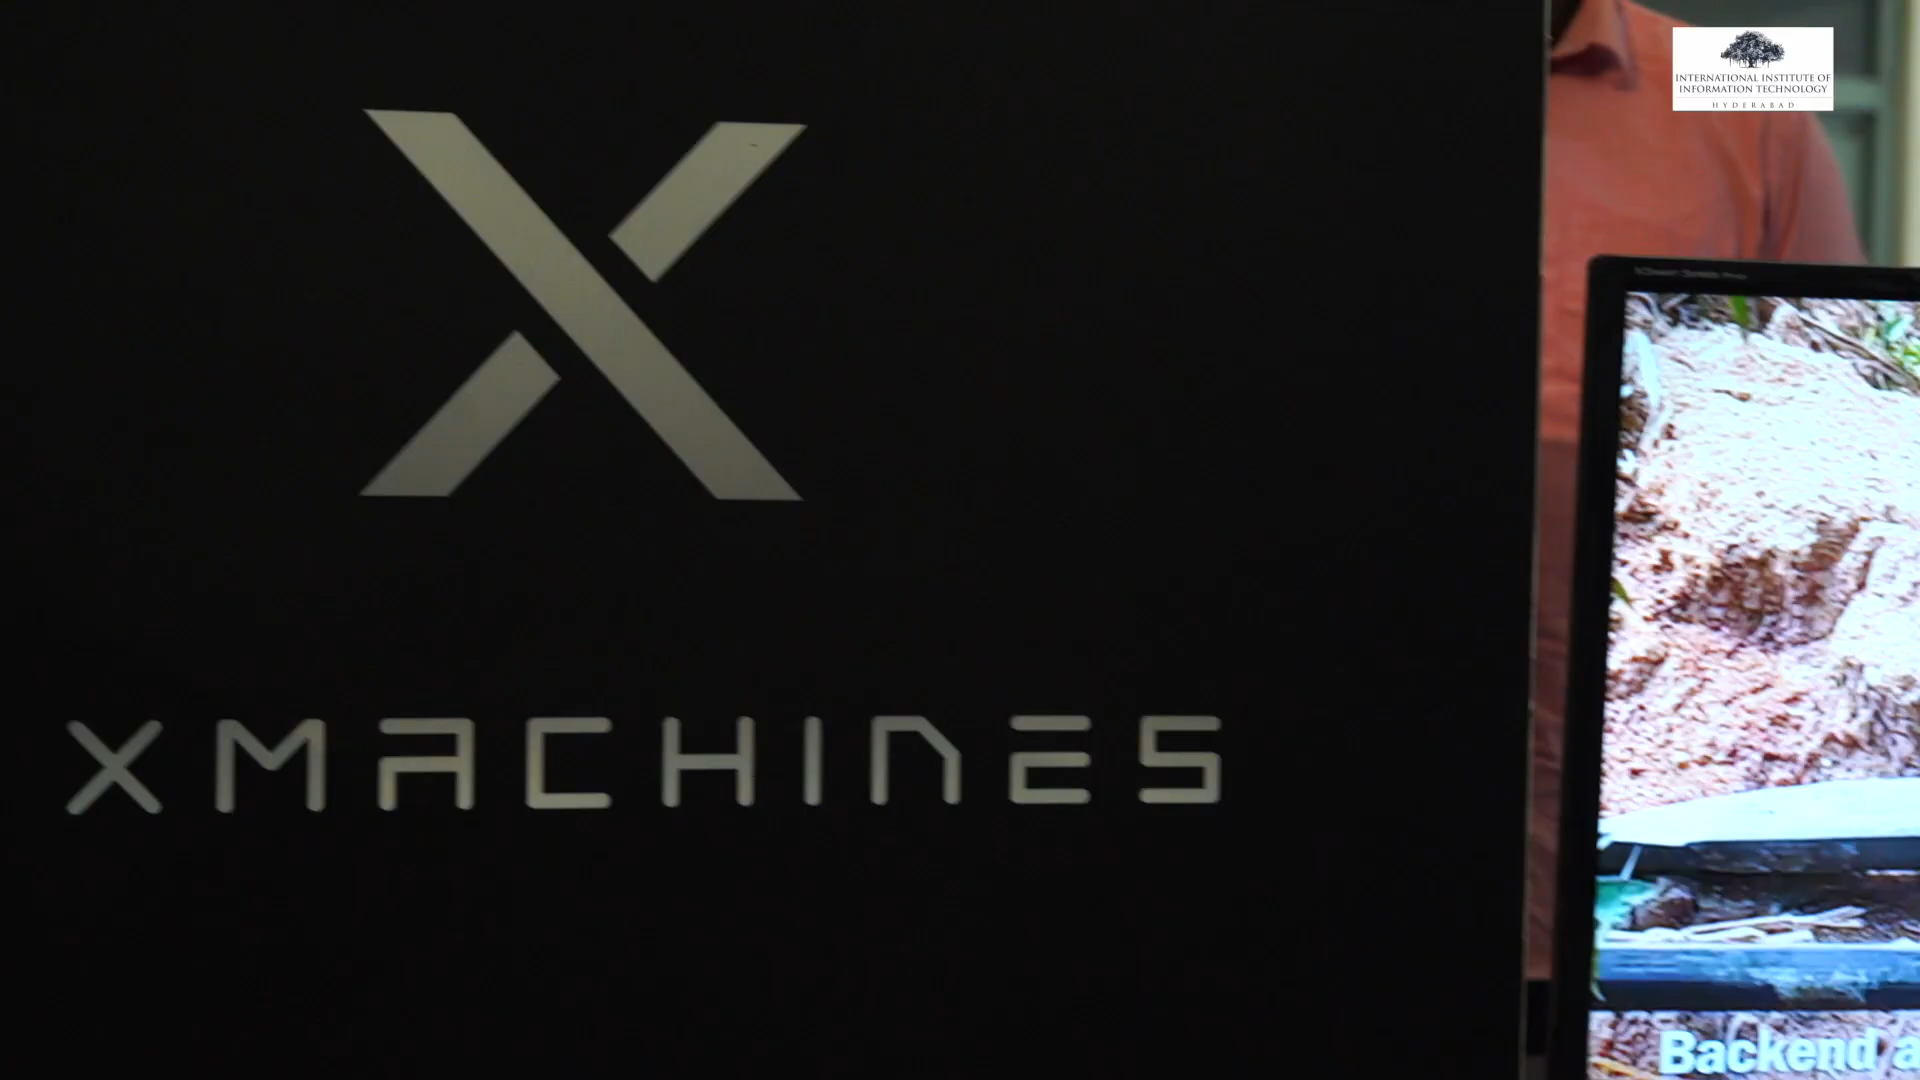 X
XMACHINES
INTERNATIONAL INSTITUTE OF
INFORMATION TECHNOLOGY
HYDERABAD
Backend a